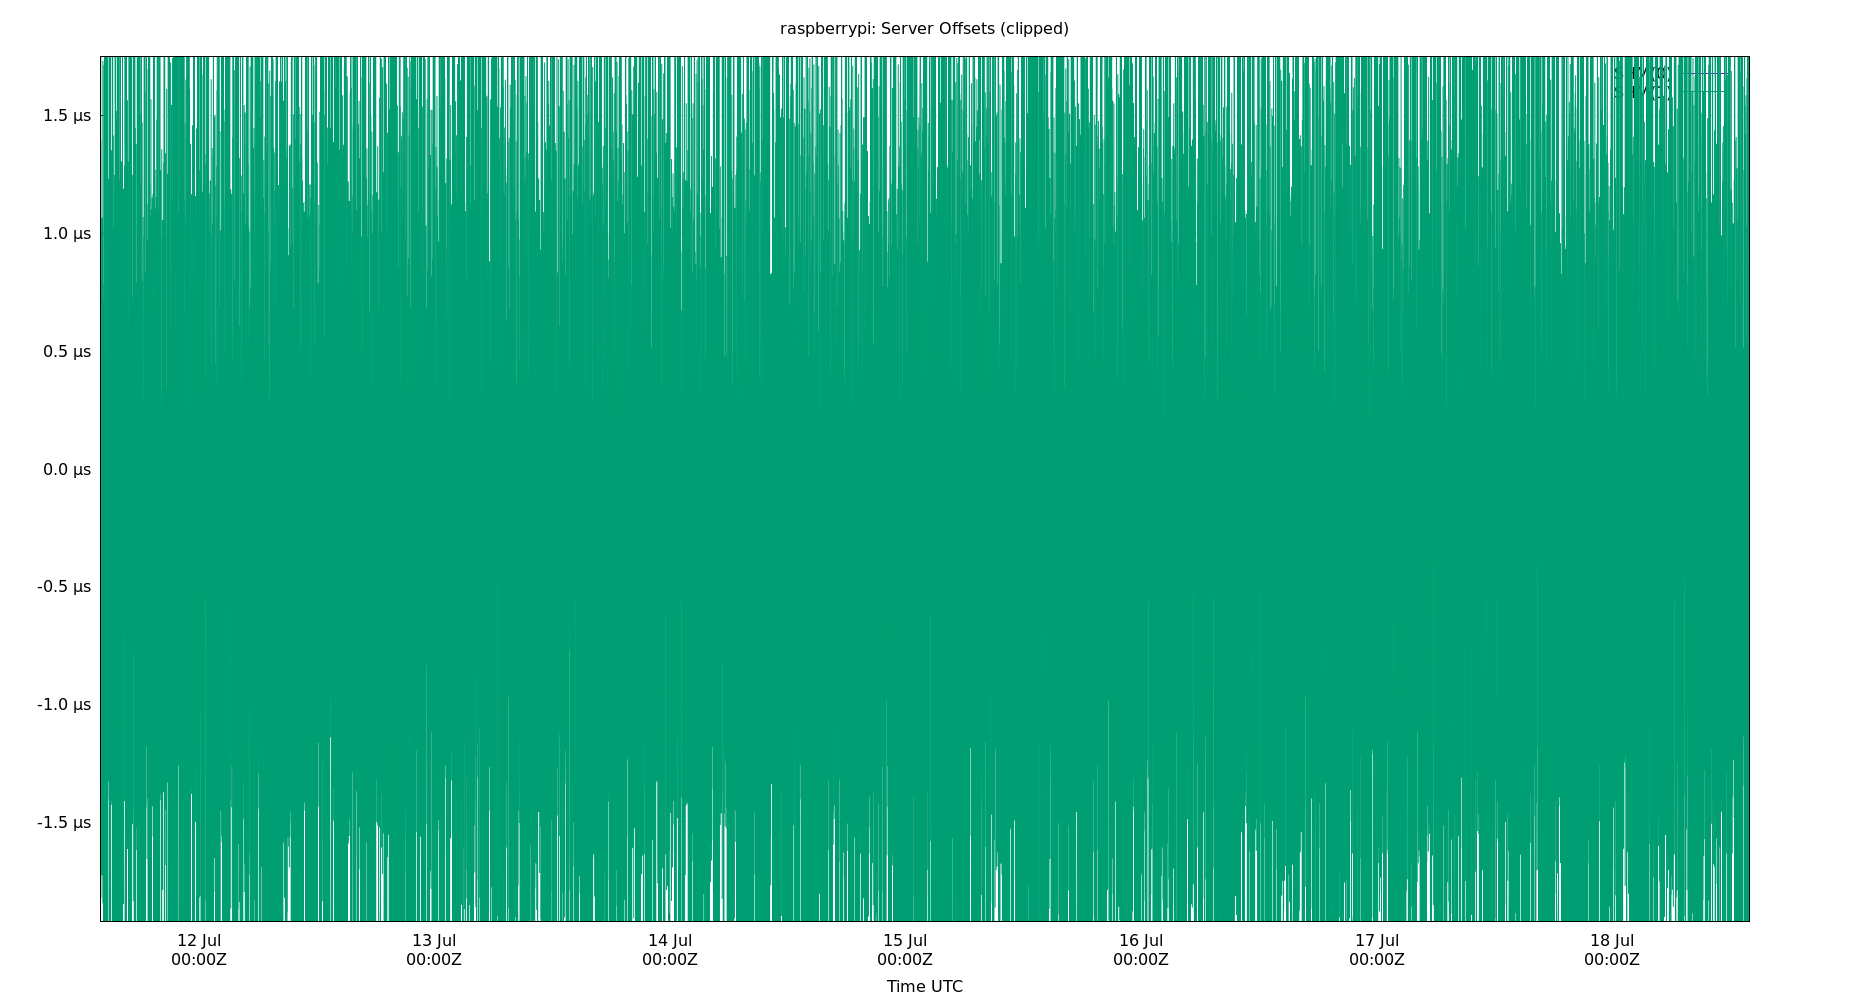 raspberrypi: Server Offsets (clipped)
1.5 µs
1.0 µs
0.5 µs
0.0 µs
-0.5 µs
-1.0 µs
-1.5 µs
12 Jul
00:00Z
13 Jul
00:00Z
14 Jul
00:00Z
15 Jul
00:00Z
16 Jul
00:00Z
17 Jul
00:00Z
18 Jul
00:00Z
Time UTC